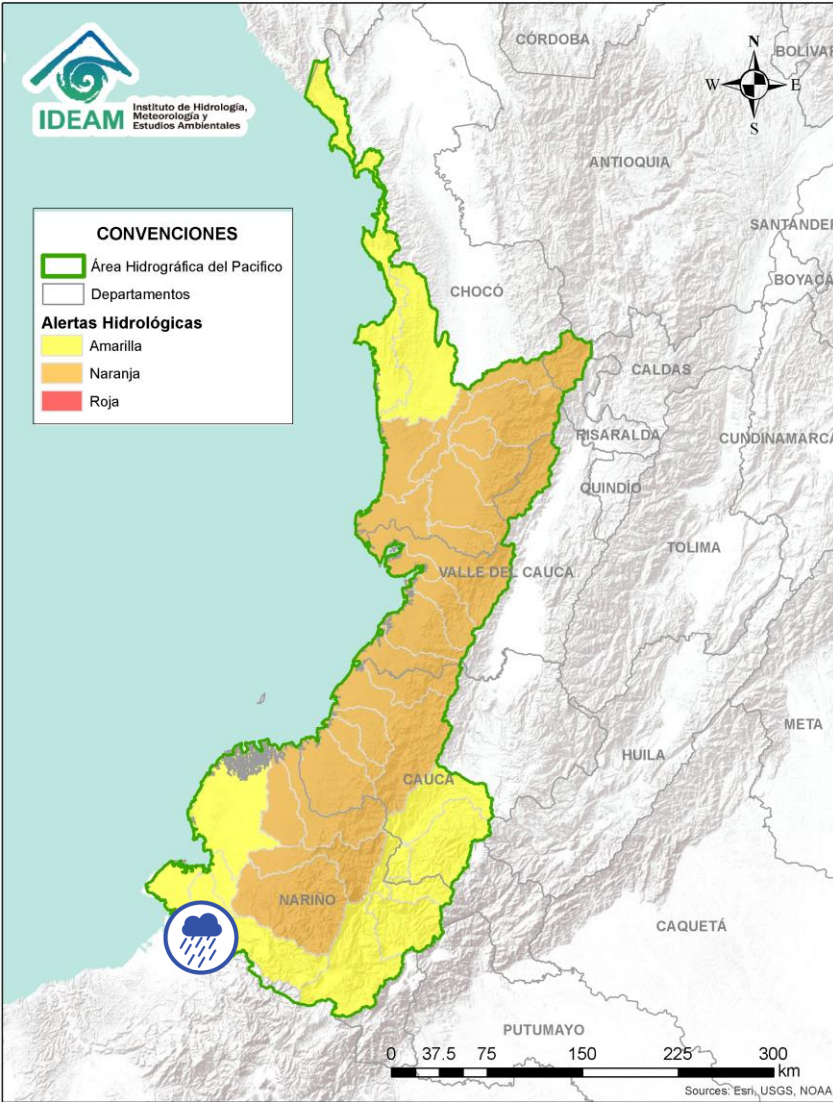 IDEAM
Instituto de Hidrología,
Meteorología y
Estudios Ambientales
CÓRDOBA
BOLÍVAR
N
W
E
S
ANTIOQUIA
SANTANDER
CONVENCIONES
Área Hidrográfica del Pacifico
Departamentos
Alertas Hidrológicas
Amarilla
Naranja
Roja
BOYACÁ
CHOCÓ
CALDAS
RISARALDA
CUNDINAMARCA
QUINDÍO
TOLIMA
VALLE DEL CAUCA
META
HUILA
CAUCA
NARIÑO
CAQUETÁ
PUTUMAYO
0 37.5 75 150 225 300
km
Sources: Esri, USGS, NOAA